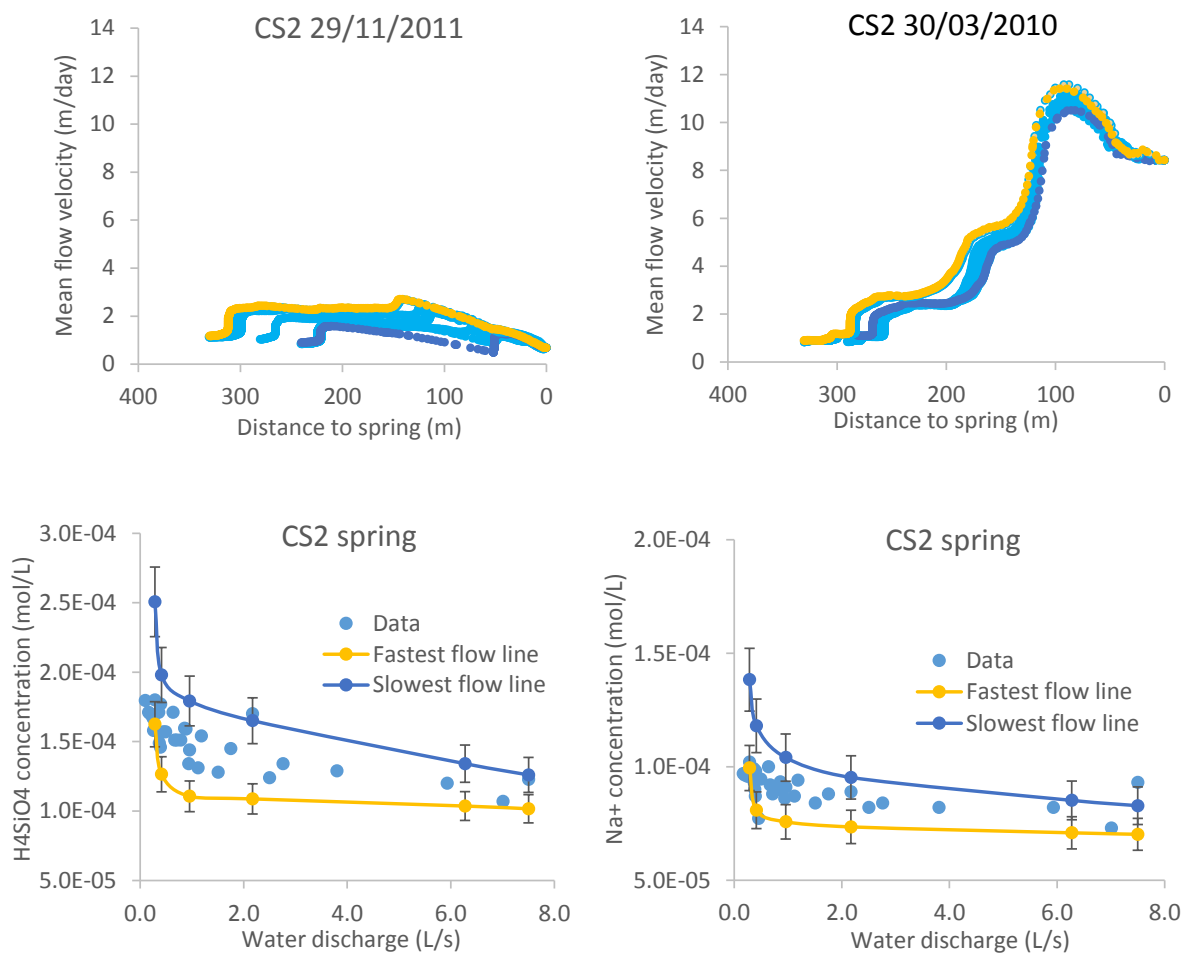 CS2 29/11/2011
14
12
10
8
6
4
2
0
Mean flow velocity (m/day)
400 300 200 100 0
Distance to spring (m)
CS2 30/03/2010
14
12
10
8
6
4
2
0
Mean flow velocity (m/day)
400 300 200 100 0
Distance to spring (m)
CS2 spring
3.0E-04
2.5E-04
2.0E-04
1.5E-04
1.0E-04
5.0E-05
H4SiO4 concentration (mol/L)
Data
Fastest flow line
Slowest flow line
0.0 2.0 4.0 6.0 8.0
Water discharge (L/s)
CS2 spring
2.0E-04
1.5E-04
1.0E-04
5.0E-05
Na+ concentration (mol/L)
Data
Fastest flow line
Slowest flow line
0.0 2.0 4.0 6.0 8.0
Water discharge (L/s)